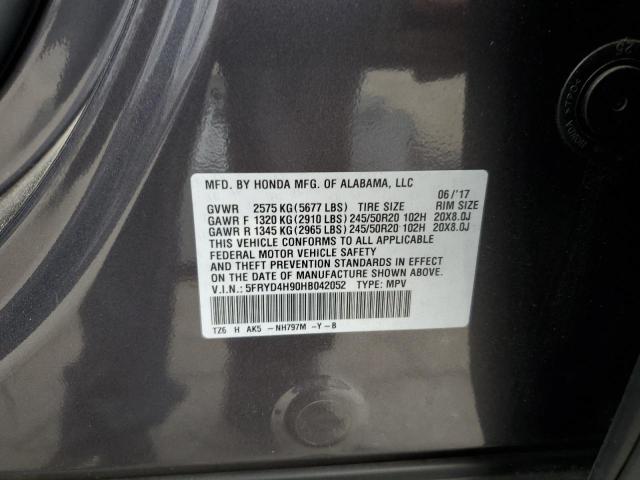 MFD. BY HONDA MFG. OF ALABAMA, LLC
06/'17
GVWR 2575 KG (5677 LBS) TIRE SIZE RIM SIZE
GAWR F 1320 KG (2910 LBS) 245/50R20 102H 20X8.0J
GAWR R 1345 KG (2965 LBS) 245/50R20 102H 20X8.0J
THIS VEHICLE CONFORMS TO ALL APPLICABLE
FEDERAL MOTOR VEHICLE SAFETY
AND THEFT PREVENTION STANDARDS IN EFFECT
ON THE DATE OF MANUFACTURE SHOWN ABOVE.
V.I.N.: 5FRYD4H90HB042052 TYPE: MPV
TZ6 H AK5 -NH797M -Y-B